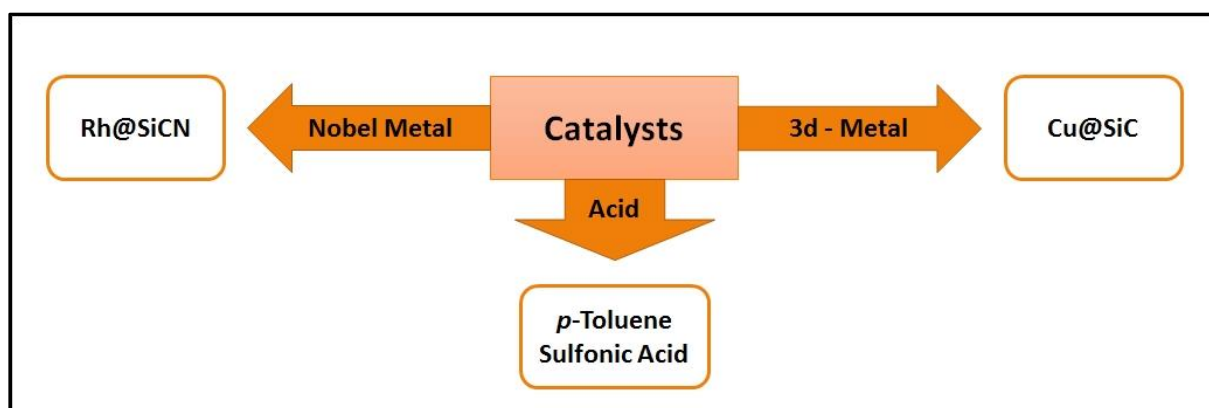 Rh@SiCN
Nobel Metal
Catalysts
3d - Metal
Cu@SiC
Acid
p-Toluene
Sulfonic Acid